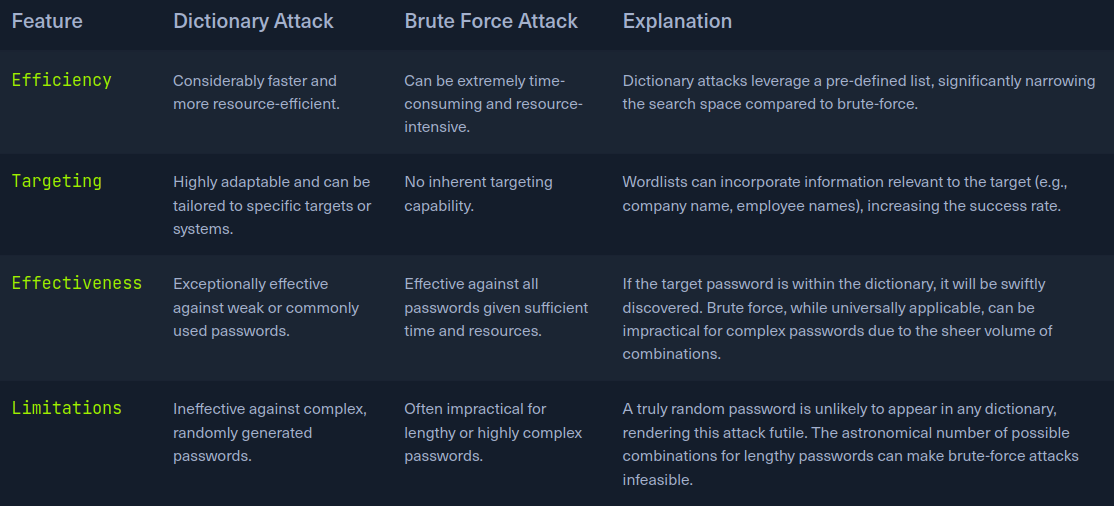 Feature Dictionary Attack Brute Force Attack Explanation
Efficiency
Considerably faster and
more resource-efficient.
Can be extremely time-
consuming and resource-
intensive.
Dictionary attacks leverage a pre-defined list, significantly narrowing
the search space compared to brute-force.
Targeting
Highly adaptable and can be
tailored to specific targets or
systems.
No inherent targeting
capability.
Wordlists can incorporate information relevant to the target (e.g.,
company name, employee names), increasing the success rate.
Effectiveness
Exceptionally effective
against weak or commonly
used passwords.
Effective against all
passwords given sufficient
time and resources.
If the target password is within the dictionary, it will be swiftly
discovered. Brute force, while universally applicable, can be
impractical for complex passwords due to the sheer volume of
combinations.
Limitations
Ineffective against complex,
randomly generated
passwords.
Often impractical for
lengthy or highly complex
passwords.
A truly random password is unlikely to appear in any dictionary,
rendering this attack futile. The astronomical number of possible
combinations for lengthy passwords can make brute-force attacks
infeasible.